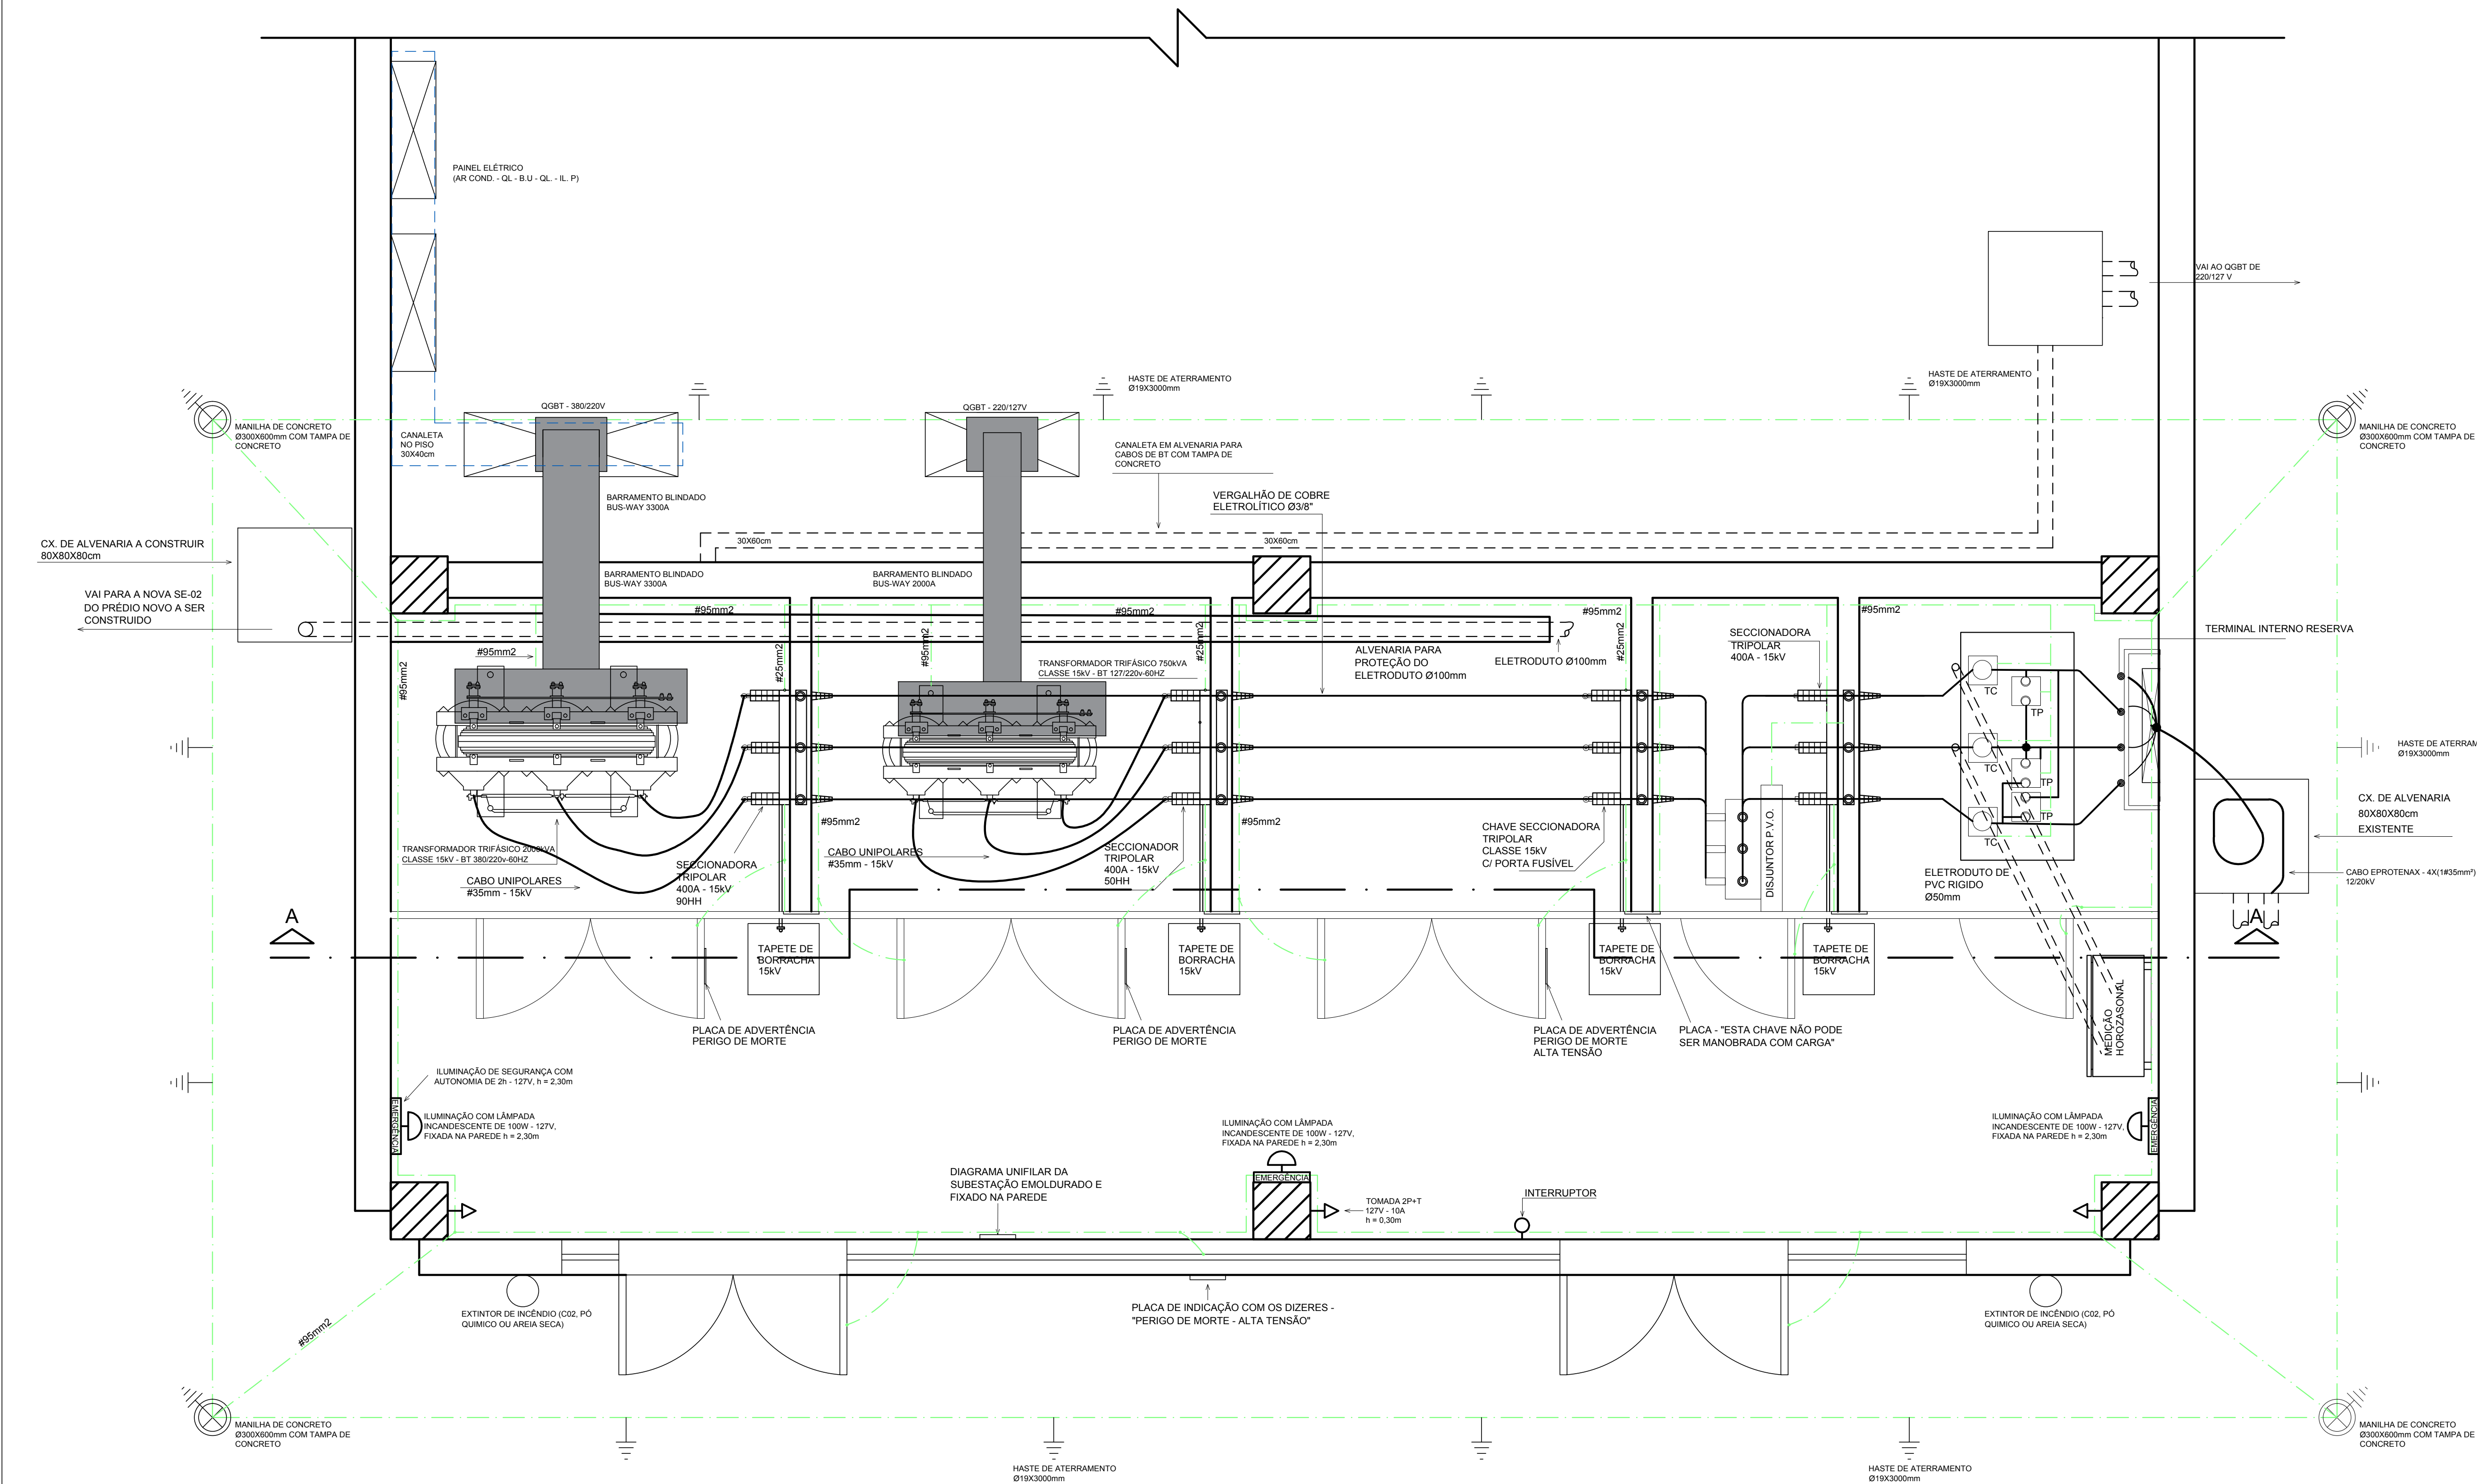 PAINEL ELÉTRICO
(AR COND. - QL - B.U - QL. - IL. P)
VAI AO QGBT DE
220/127 V
HASTE DE ATERRAMENTO
Ø19X3000mm
HASTE DE ATERRAMENTO
Ø19X3000mm
QGBT - 380/220V
QGBT - 220/127V
MANILHA DE CONCRETO
Ø300X600mm COM TAMPA DE
CONCRETO
CANALETA
NO PISO
30X40cm
CANALETA EM ALVENARIA PARA
CABOS DE BT COM TAMPA DE
CONCRETO
MANILHA DE CONCRETO
Ø300X600mm COM TAMPA DE
CONCRETO
BARRAMENTO BLINDADO
BUS-WAY 3300A
VERGALHÃO DE COBRE
ELETROLÍTICO Ø3/8"
CX. DE ALVENARIA A CONSTRUIR
80X80X80cm
30X60cm
30X60cm
BARRAMENTO BLINDADO
BUS-WAY 3300A
BARRAMENTO BLINDADO
BUS-WAY 2000A
VAI PARA A NOVA SE-02
DO PRÉDIO NOVO A SER
CONSTRUIDO
#95mm2
#95mm2
#95mm2
#95mm2
#95mm2
#95mm2
#25mm2
#95mm2
#25mm2
#25mm2
SECCIONADORA
TRIPOLAR
400A - 15kV
TERMINAL INTERNO RESERVA
ALVENARIA PARA
PROTEÇÃO DO
ELETRODUTO Ø100mm
ELETRODUTO Ø100mm
TRANSFORMADOR TRIFÁSICO 750kVA
CLASSE 15kV - BT 127/220v-60HZ
TC
TP
TC
TP
TP
TC
HASTE DE ATERRAM
Ø19X3000mm
CX. DE ALVENARIA
80X80X80cm
EXISTENTE
#95mm2
#95mm2
CHAVE SECCIONADORA
TRIPOLAR
CLASSE 15kV
C/ PORTA FUSÍVEL
DISJUNTOR P.V.O.
TRANSFORMADOR TRIFÁSICO 2000kVA
CLASSE 15kV - BT 380/220v-60HZ
CABO UNIPOLARES
#35mm - 15kV
SECCIONADORA
TRIPOLAR
400A - 15kV
90HH
CABO UNIPOLARES
#35mm - 15kV
SECCIONADOR
TRIPOLAR
400A - 15kV
50HH
ELETRODUTO DE
PVC RIGIDO
Ø50mm
CABO EPROTENAX - 4X(1#35mm²)
12/20kV
A
A
TAPETE DE
BORRACHA
15kV
TAPETE DE
BORRACHA
15kV
TAPETE DE
BORRACHA
15kV
TAPETE DE
BORRACHA
15kV
MEDIÇÃO
HOROZASONAL
PLACA DE ADVERTÊNCIA
PERIGO DE MORTE
PLACA DE ADVERTÊNCIA
PERIGO DE MORTE
PLACA DE ADVERTÊNCIA
PERIGO DE MORTE
ALTA TENSÃO
PLACA - "ESTA CHAVE NÃO PODE
SER MANOBRADA COM CARGA"
ILUMINAÇÃO DE SEGURANÇA COM
AUTONOMIA DE 2h - 127V, h = 2,30m
EMERGÊNCIA
ILUMINAÇÃO COM LÂMPADA
INCANDESCENTE DE 100W - 127V,
FIXADA NA PAREDE h = 2,30m
ILUMINAÇÃO COM LÂMPADA
INCANDESCENTE DE 100W - 127V,
FIXADA NA PAREDE h = 2,30m
EMERGÊNCIA
ILUMINAÇÃO COM LÂMPADA
INCANDESCENTE DE 100W - 127V,
FIXADA NA PAREDE h = 2,30m
EMERGÊNCIA
DIAGRAMA UNIFILAR DA
SUBESTAÇÃO EMOLDURADO E
FIXADO NA PAREDE
TOMADA 2P+T
127V - 10A
h = 0,30m
INTERRUPTOR
EXTINTOR DE INCÊNDIO (C02, PÓ
QUIMICO OU AREIA SECA)
PLACA DE INDICAÇÃO COM OS DIZERES -
"PERIGO DE MORTE - ALTA TENSÃO"
EXTINTOR DE INCÊNDIO (C02, PÓ
QUIMICO OU AREIA SECA)
#95mm2
MANILHA DE CONCRETO
Ø300X600mm COM TAMPA DE
CONCRETO
MANILHA DE CONCRETO
Ø300X600mm COM TAMPA DE
CONCRETO
HASTE DE ATERRAMENTO
Ø19X3000mm
HASTE DE ATERRAMENTO
Ø19X3000mm